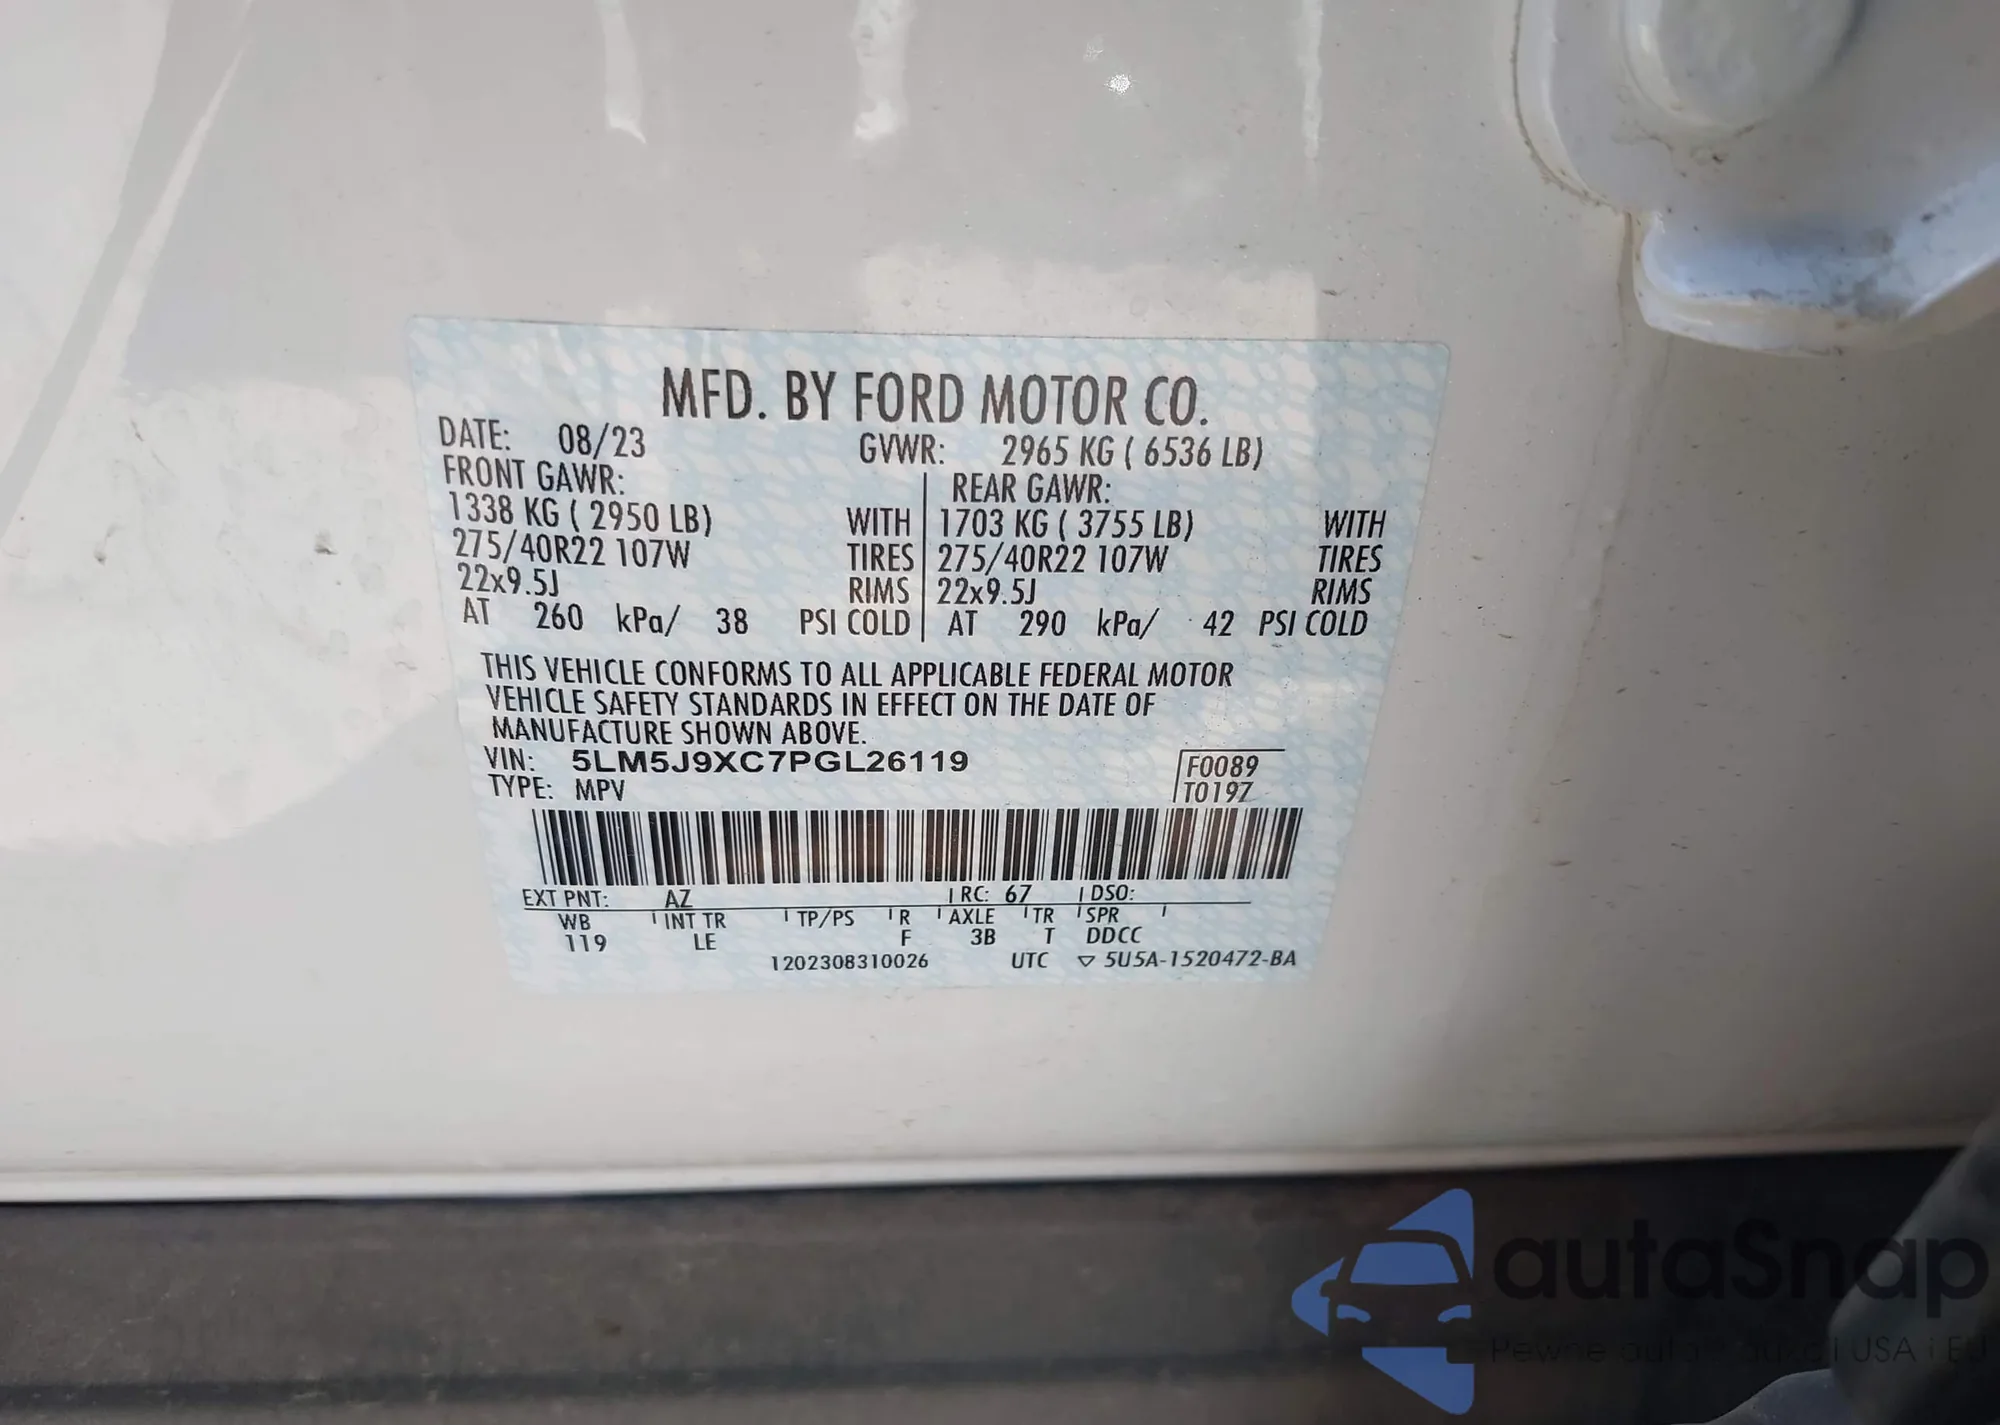 MFD. BY FORD MOTOR CO.
DATE: 08/23 GVWR: 2965 KG ( 6536 LB)
FRONT GAWR: REAR GAWR:
1338 KG ( 2950 LB) WITH 1703 KG ( 3755 LB) WITH
275/40R22 107W TIRES 275/40R22 107W TIRES
22x9.5J RIMS 22x9.5J RIMS
AT 260 kPa/ 38 PSI COLD AT 290 kPa/ 42 PSI COLD
THIS VEHICLE CONFORMS TO ALL APPLICABLE FEDERAL MOTOR
VEHICLE SAFETY STANDARDS IN EFFECT ON THE DATE OF
MANUFACTURE SHOWN ABOVE.
VIN: 5LM5J9XC7PGL26119 F0089
TYPE: MPV T0197
EXT PNT: AZ RC: 67 DSO:
WB INT TR TP/PS R AXLE TR SPR
119 LE F 3B T DDCC
1202308310026 UTC ▽ 5U5A-1520472-BA
autaSnap
Pewne auta z USA i EU